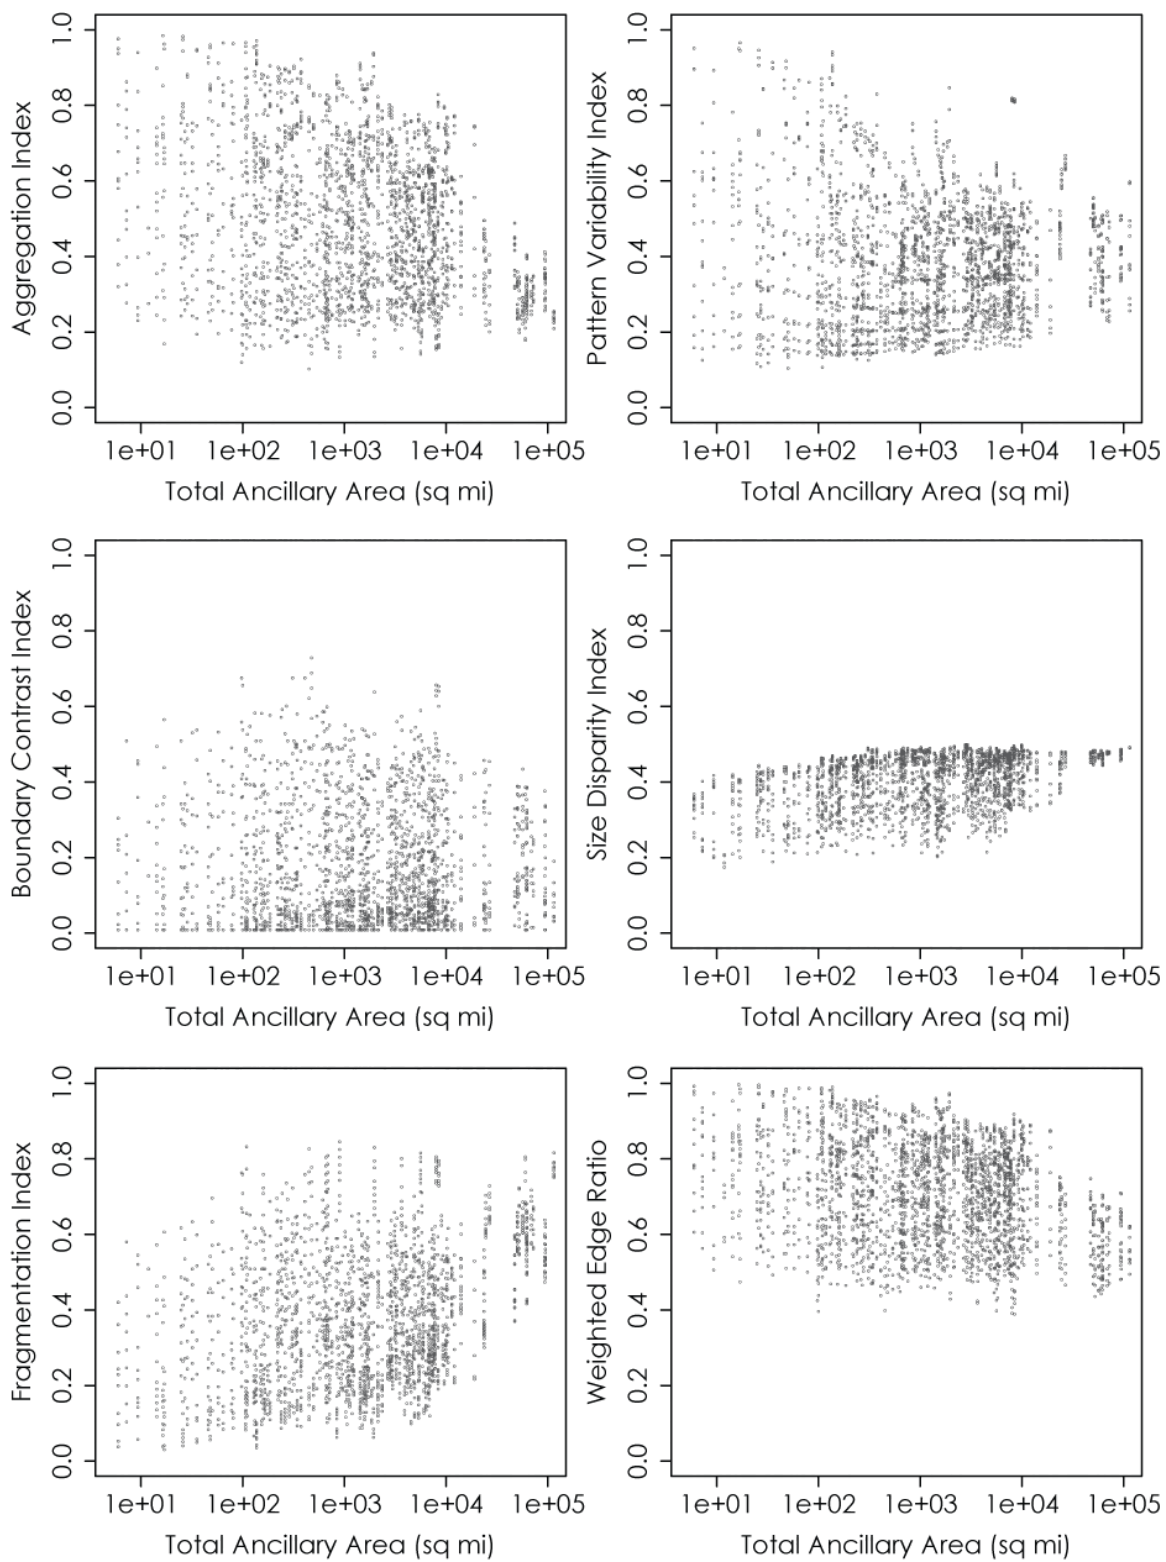 Aggregation Index
0.0 0.2 0.4 0.6 0.8 1.0
1e+01 1e+02 1e+03 1e+04 1e+05
Total Ancillary Area (sq mi)
Pattern Variability Index
0.0 0.2 0.4 0.6 0.8 1.0
1e+01 1e+02 1e+03 1e+04 1e+05
Total Ancillary Area (sq mi)
Boundary Contrast Index
0.0 0.2 0.4 0.6 0.8 1.0
1e+01 1e+02 1e+03 1e+04 1e+05
Total Ancillary Area (sq mi)
Size Disparity Index
0.0 0.2 0.4 0.6 0.8 1.0
1e+01 1e+02 1e+03 1e+04 1e+05
Total Ancillary Area (sq mi)
Fragmentation Index
0.0 0.2 0.4 0.6 0.8 1.0
1e+01 1e+02 1e+03 1e+04 1e+05
Total Ancillary Area (sq mi)
Weighted Edge Ratio
0.0 0.2 0.4 0.6 0.8 1.0
1e+01 1e+02 1e+03 1e+04 1e+05
Total Ancillary Area (sq mi)